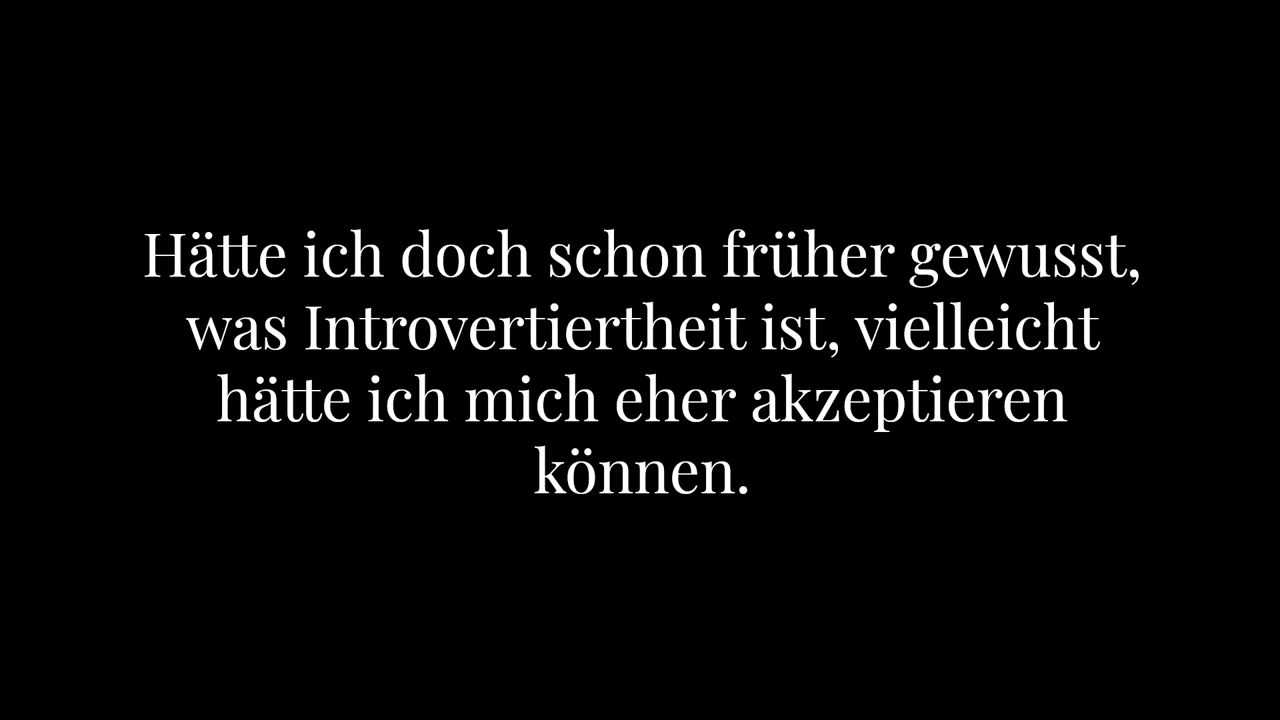 Hätte ich doch schon früher gewusst,
was Introvertiertheit ist, vielleicht
hätte ich mich eher akzeptieren
können.